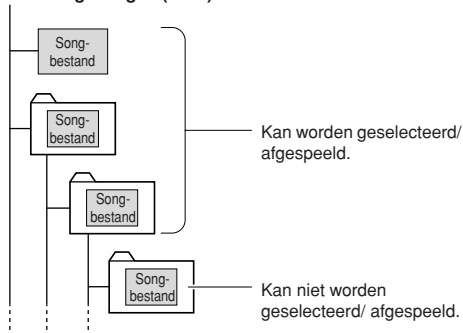 Song-
bestand
Song-
bestand
Song-
bestand
Song-
bestand
Kan worden geselecteerd/
afgespeeld.
Kan niet worden
geselecteerd/ afgespeeld.